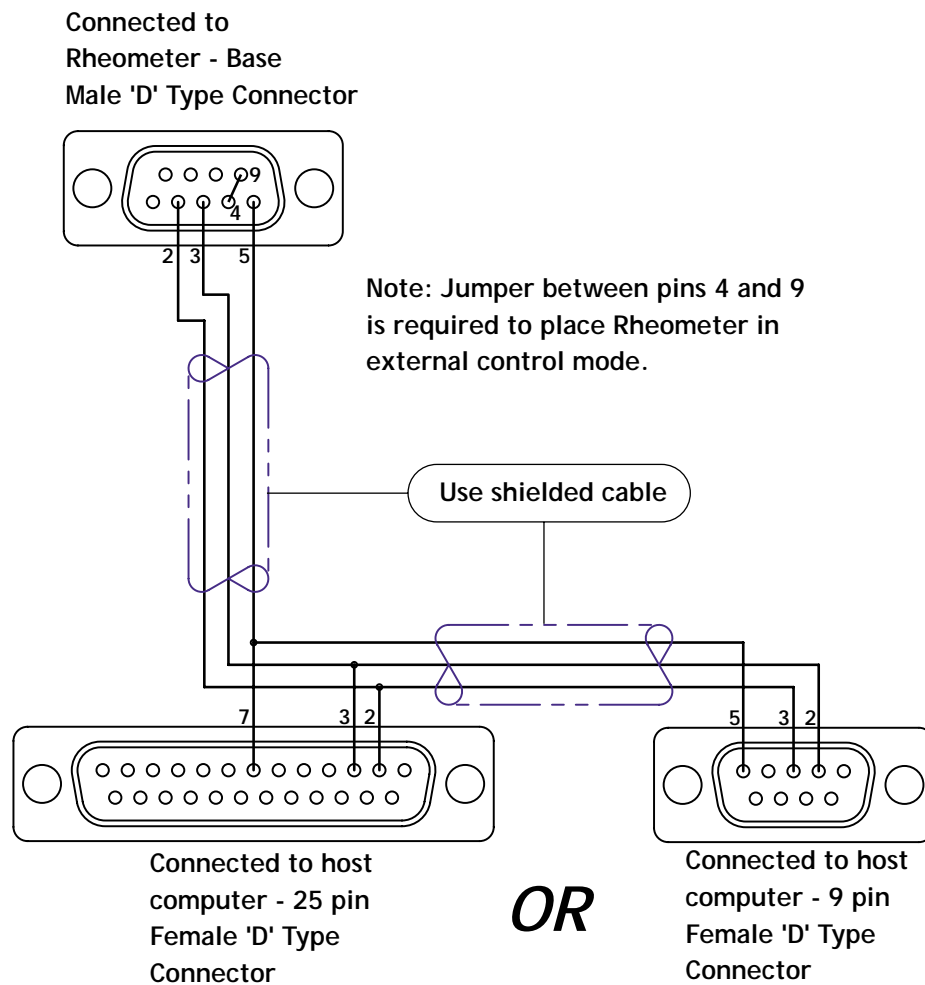 Connected to
Rheometer - Base
Male 'D' Type Connector
9
4
2 3 5
Note: Jumper between pins 4 and 9
is required to place Rheometer in
external control mode.
Use shielded cable
7 3 2
5 3 2
Connected to host
computer - 25 pin
Female 'D' Type
Connector
OR
Connected to host
computer - 9 pin
Female 'D' Type
Connector